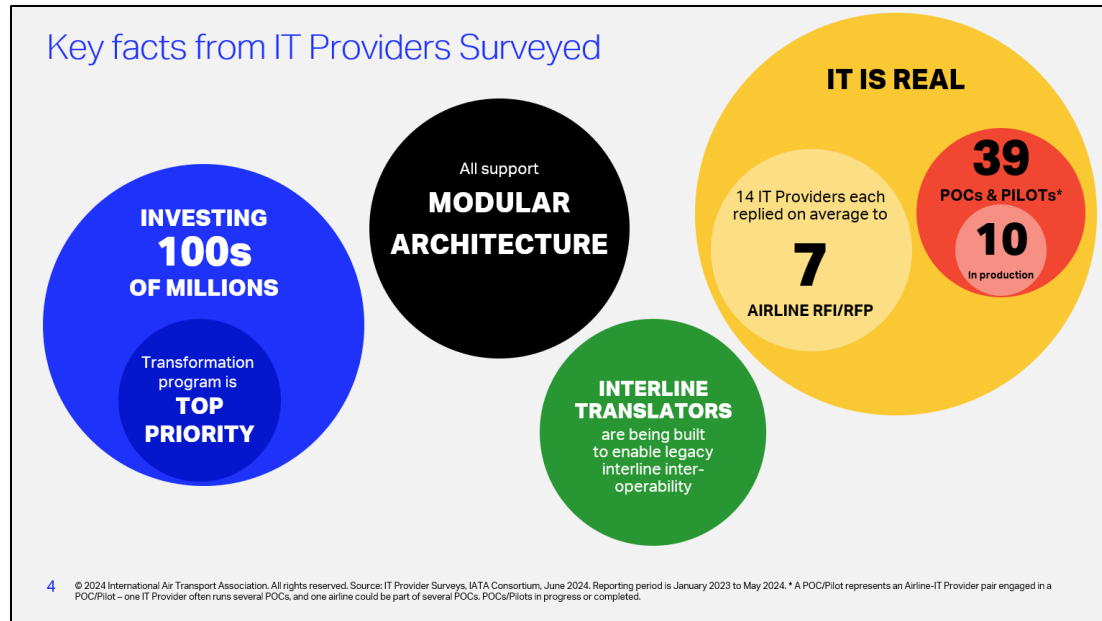 Key facts from IT Providers Surveyed
INVESTING
100s
OF MILLIONS
Transformation
program is
TOP
PRIORITY
All support
MODULAR
ARCHITECTURE
INTERLINE
TRANSLATORS
are being built
to enable legacy
interline inter-
operability
IT IS REAL
14 IT Providers each
replied on average to
7
AIRLINE RFI/RFP
39
POCs & PILOTs*
10
In production
4
© 2024 International Air Transport Association. All rights reserved. Source: IT Provider Surveys, IATA Consortium, June 2024. Reporting period is January 2023 to May 2024. * A POC/Pilot represents an Airline-IT Provider pair engaged in a
POC/Pilot – one IT Provider often runs several POCs, and one airline could be part of several POCs. POCs/Pilots in progress or completed.